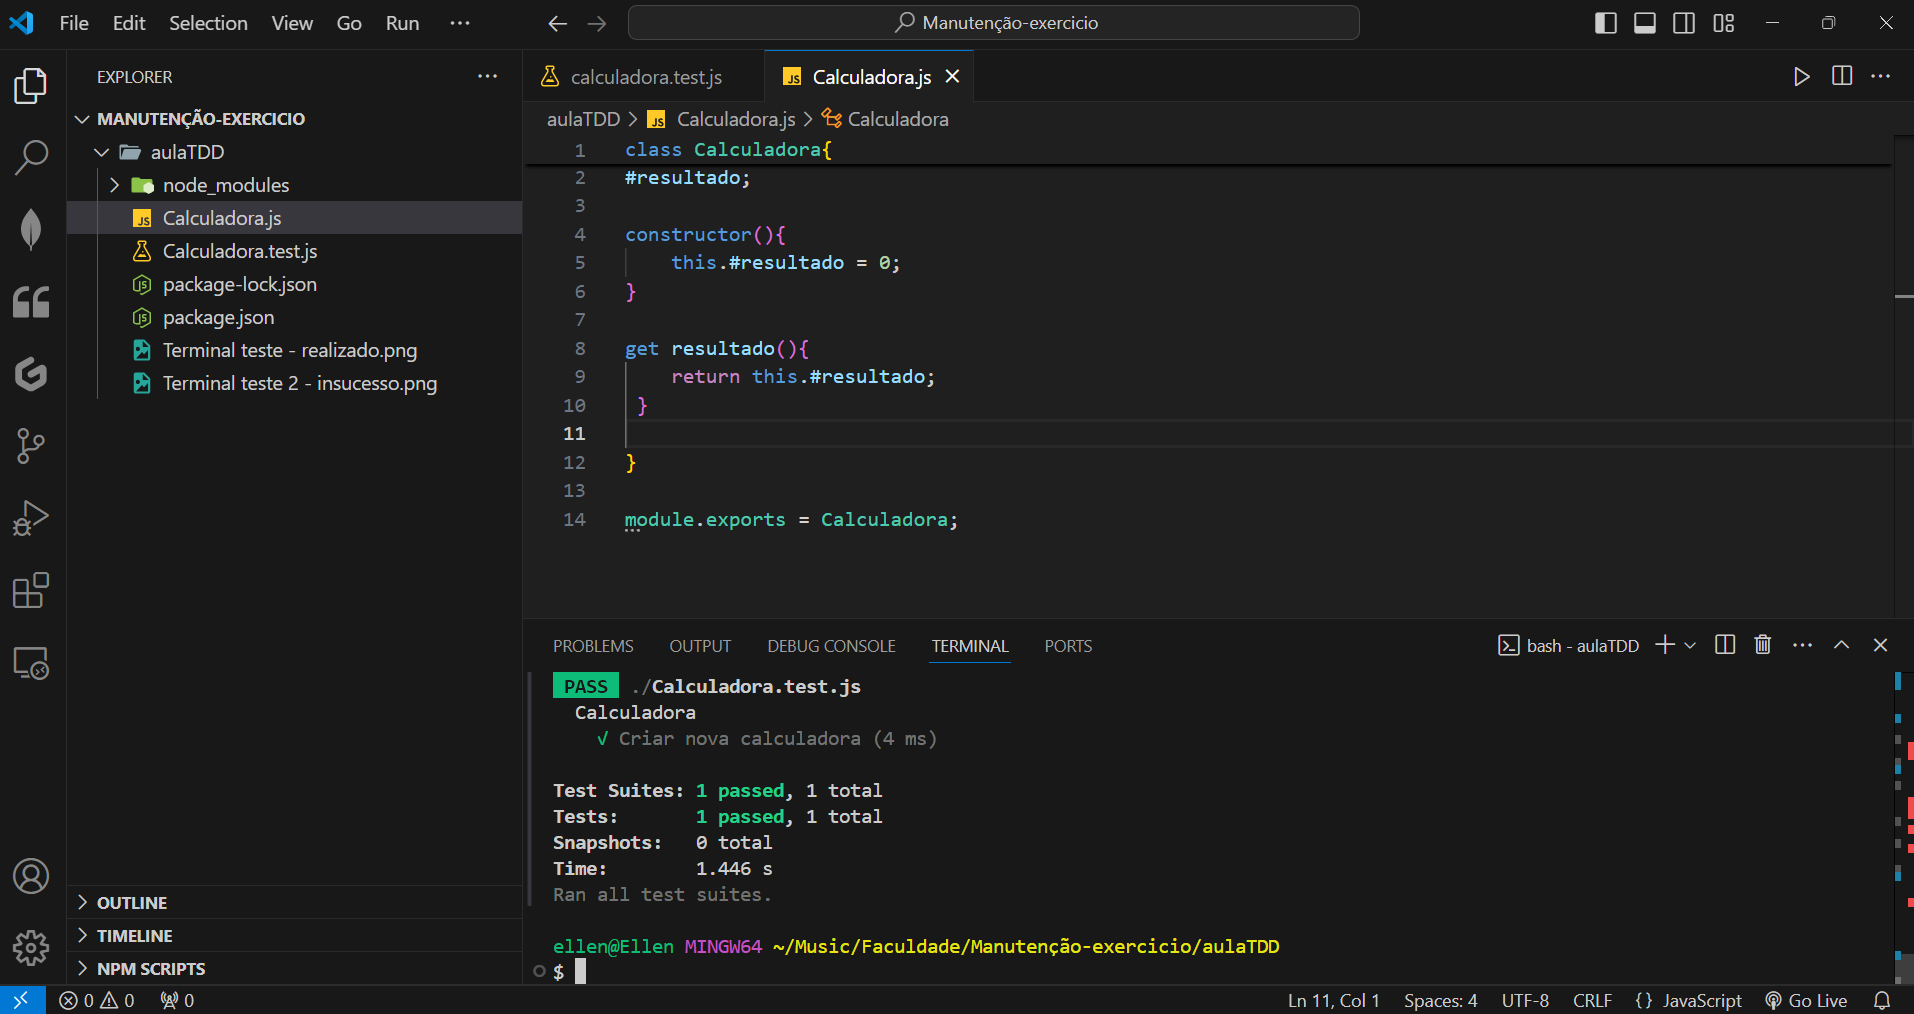 File Edit Selection View Go Run ···
Manutenção-exercicio
EXPLORER ···
MANUTENÇÃO-EXERCICIO
aulaTDD
node_modules
JS Calculadora.js
Calculadora.test.js
package-lock.json
package.json
Terminal teste - realizado.png
Terminal teste 2 - insucesso.png
OUTLINE
TIMELINE
NPM SCRIPTS
calculadora.test.js
JS Calculadora.js
aulaTDD > JS Calculadora.js > Calculadora
1 class Calculadora{
2 #resultado;
3
4 constructor(){
5 this.#resultado = 0;
6 }
7
8 get resultado(){
9 return this.#resultado;
10 }
11
12 }
13
14 module.exports = Calculadora;
PROBLEMS OUTPUT DEBUG CONSOLE TERMINAL PORTS
bash - aulaTDD
PASS ./Calculadora.test.js
Calculadora
√ Criar nova calculadora (4 ms)
Test Suites: 1 passed, 1 total
Tests: 1 passed, 1 total
Snapshots: 0 total
Time: 1.446 s
Ran all test suites.
ellen@Ellen MINGW64 ~/Music/Faculdade/Manutenção-exercicio/aulaTDD
$
0 0 0
Ln 11, Col 1 Spaces: 4 UTF-8 CRLF {} JavaScript Go Live